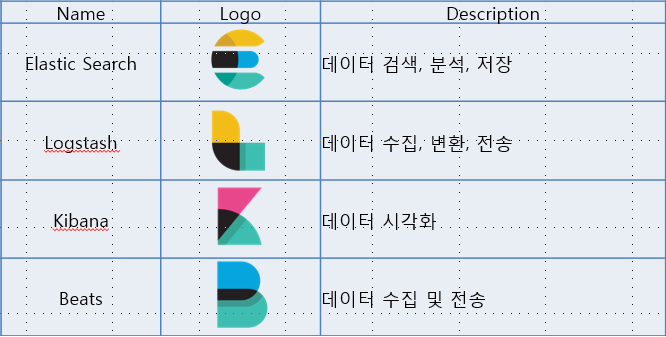 Name Logo Description
Elastic Search 데이터 검색, 분석, 저장
Logstash 데이터 수집, 변환, 전송
Kibana 데이터 시각화
Beats 데이터 수집 및 전송